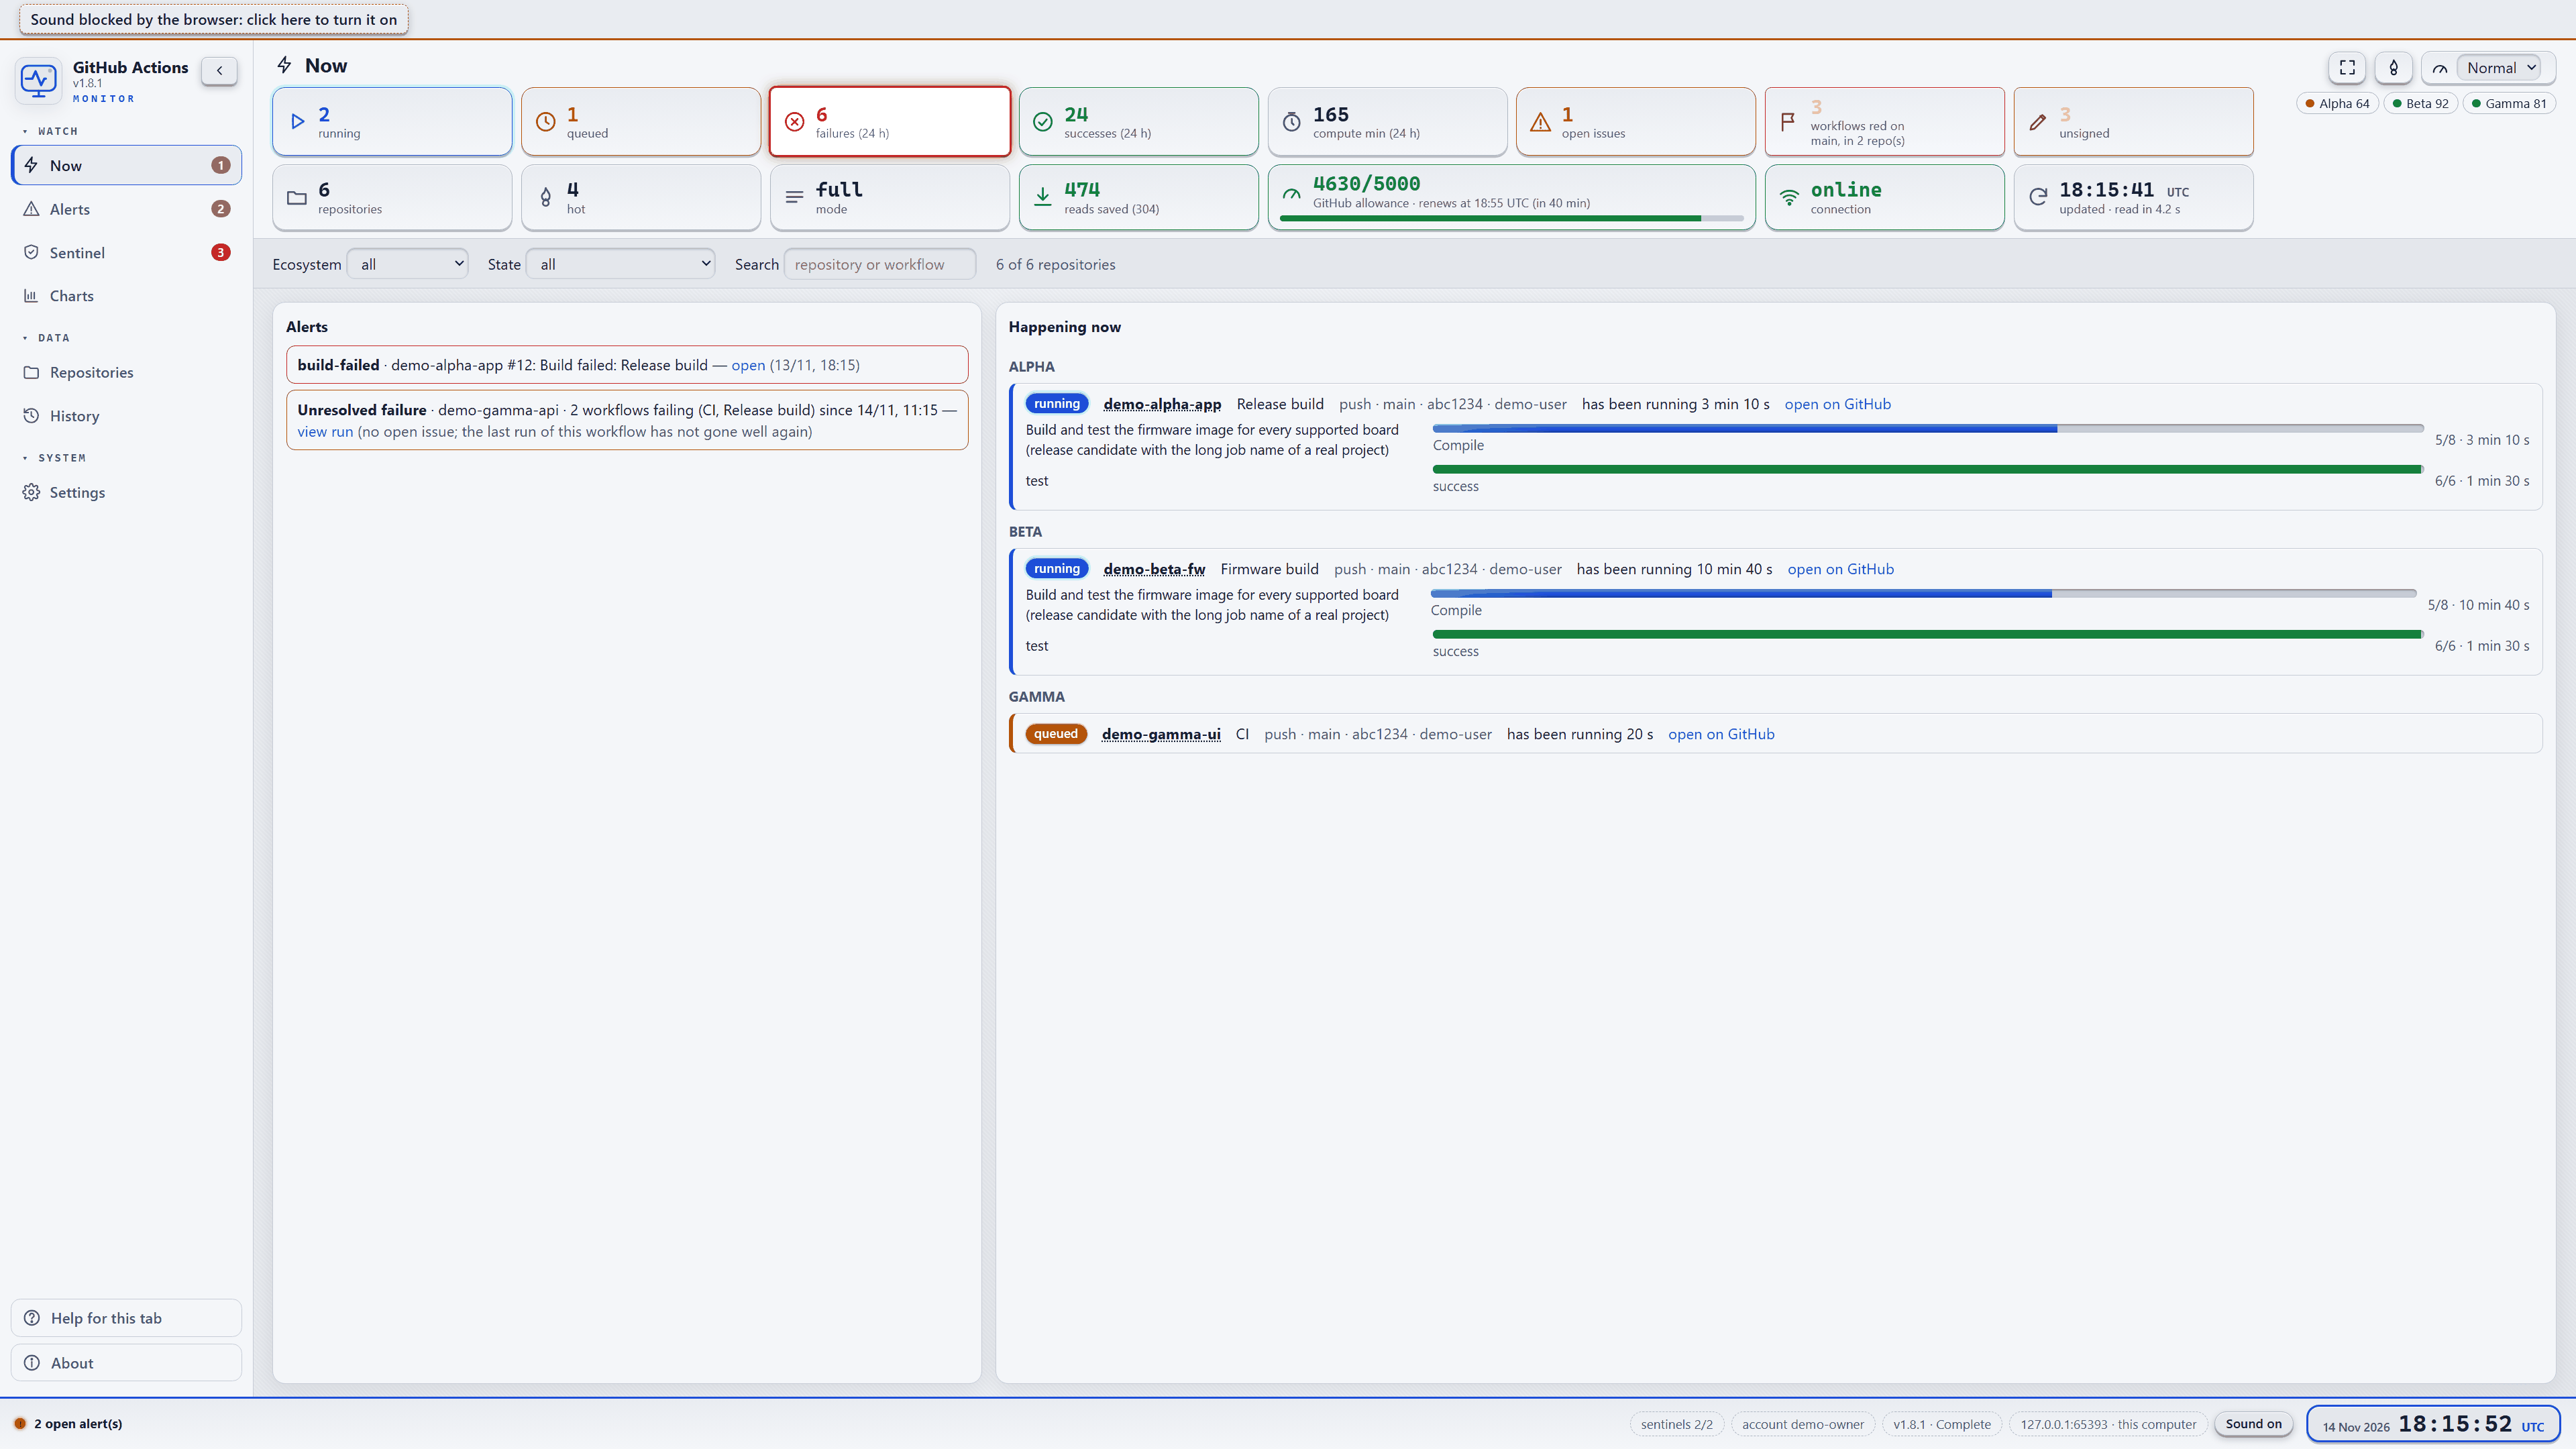 Sound blocked by the browser: click here to turn it on
GitHub Actions
v1.8.1
MONITOR
WATCH
Now 1
Alerts 2
Sentinel 3
Charts
DATA
Repositories
History
SYSTEM
Settings
Help for this tab
About
Now
Normal
Alpha 64
Beta 92
Gamma 81
2
running
1
queued
6
failures (24 h)
24
successes (24 h)
165
compute min (24 h)
1
open issues
3
workflows red on
main, in 2 repo(s)
3
unsigned
6
repositories
4
hot
full
mode
474
reads saved (304)
4630/5000
GitHub allowance · renews at 18:55 UTC (in 40 min)
online
connection
18:15:41 UTC
updated · read in 4.2 s
Ecosystem all State all Search repository or workflow 6 of 6 repositories
Alerts
build-failed · demo-alpha-app #12: Build failed: Release build — open (13/11, 18:15)
Unresolved failure · demo-gamma-api · 2 workflows failing (CI, Release build) since 14/11, 11:15 —
view run (no open issue; the last run of this workflow has not gone well again)
Happening now
ALPHA
running demo-alpha-app Release build push · main · abc1234 · demo-user has been running 3 min 10 s open on GitHub
Build and test the firmware image for every supported board
(release candidate with the long job name of a real project)
Compile
5/8 · 3 min 10 s
test
success
6/6 · 1 min 30 s
BETA
running demo-beta-fw Firmware build push · main · abc1234 · demo-user has been running 10 min 40 s open on GitHub
Build and test the firmware image for every supported board
(release candidate with the long job name of a real project)
Compile
5/8 · 10 min 40 s
test
success
6/6 · 1 min 30 s
GAMMA
queued demo-gamma-ui CI push · main · abc1234 · demo-user has been running 20 s open on GitHub
2 open alert(s)
sentinels 2/2
account demo-owner
v1.8.1 · Complete
127.0.0.1:65393 · this computer
Sound on
14 Nov 2026 18:15:52 UTC